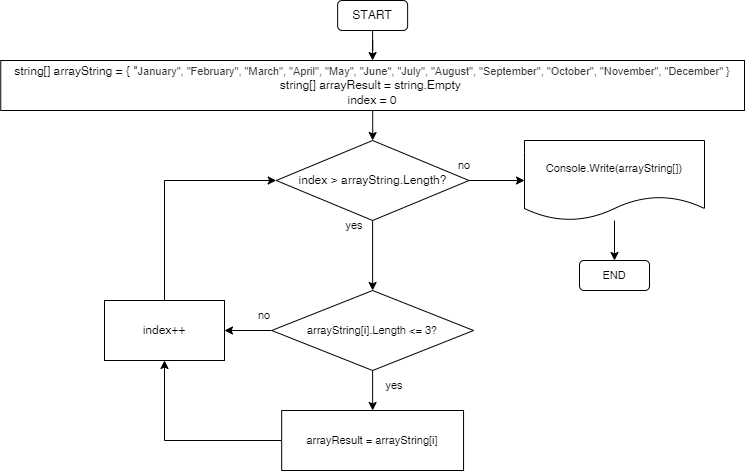 START
string[] arrayString = { "January", "February", "March", "April", "May", "June", "July", "August", "September", "October", "November", "December" }
string[] arrayResult = string.Empty
index = 0
index > arrayString.Length?
no
Console.Write(arrayString[])
yes
END
arrayString[i].Length <= 3?
no
index++
yes
arrayResult = arrayString[i]